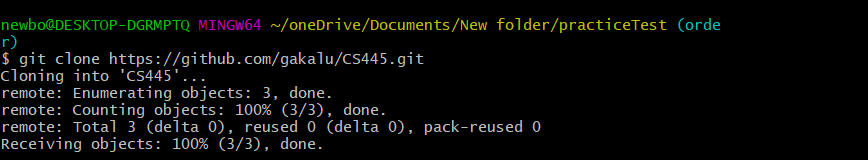 newbo@DESKTOP-DGRMPTQ MINGW64 ~/oneDrive/Documents/New folder/practiceTest (orde
r)
$ git clone https://github.com/gakalu/CS445.git
Cloning into 'CS445'...
remote: Enumerating objects: 3, done.
remote: Counting objects: 100% (3/3), done.
remote: Total 3 (delta 0), reused 0 (delta 0), pack-reused 0
Receiving objects: 100% (3/3), done.